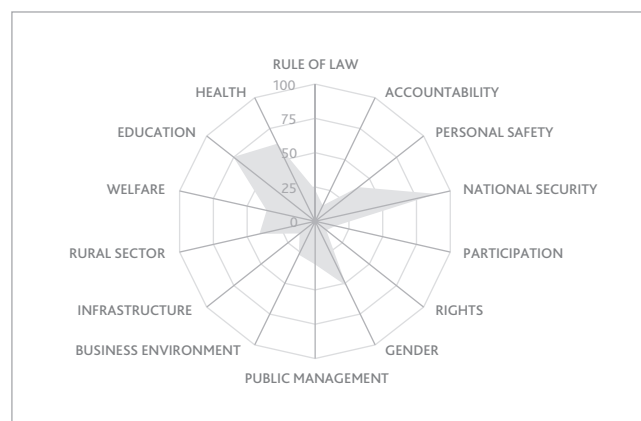 RULE OF LAW
HEALTH
100
ACCOUNTABILITY
EDUCATION
75
PERSONAL SAFETY
50
WELFARE
25
NATIONAL SECURITY
0
RURAL SECTOR
PARTICIPATION
INFRASTRUCTURE
RIGHTS
BUSINESS ENVIRONMENT
GENDER
PUBLIC MANAGEMENT